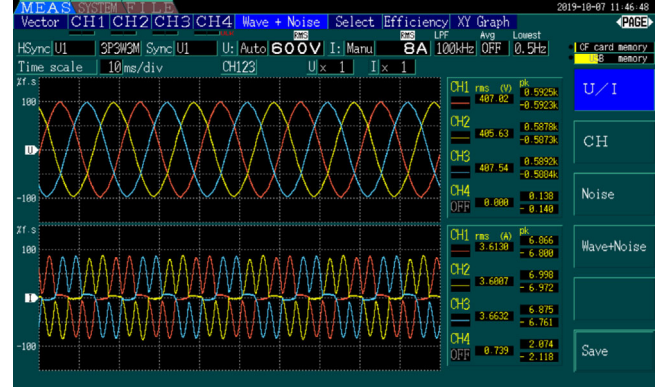 MEAS SYSTEM FILE 2019-10-07 11:46:48
Vector CH1 CH2 CH3 CH4 Wave + Noise Select Efficiency XY Graph PAGE
RMS RMS LPF Avg Lowest
HSync U1 3P3W3M Sync U1 U: Auto 600V I: Manu 8A 100kHz OFF 0.5Hz CF card memory
USB memory
Time scale 10 ms/div CH123 U x 1 I x 1
%f.s
100
U
-100
CH1 rms (V) pk
407.02 0.5925k
-0.5923k
CH2 0.5878k
405.63 -0.5873k
CH3 0.5892k
407.54 -0.5884k
CH4 0.138
OFF 0.000 - 0.140
%f.s
100
I
-100
CH1 rms (A) pk
3.6130 6.866
- 6.800
CH2 6.998
3.6007 - 6.972
CH3 6.875
3.6632 - 6.761
CH4 2.074
OFF 0.739 - 2.118
U/I
CH
Noise
Wave+Noise
Save